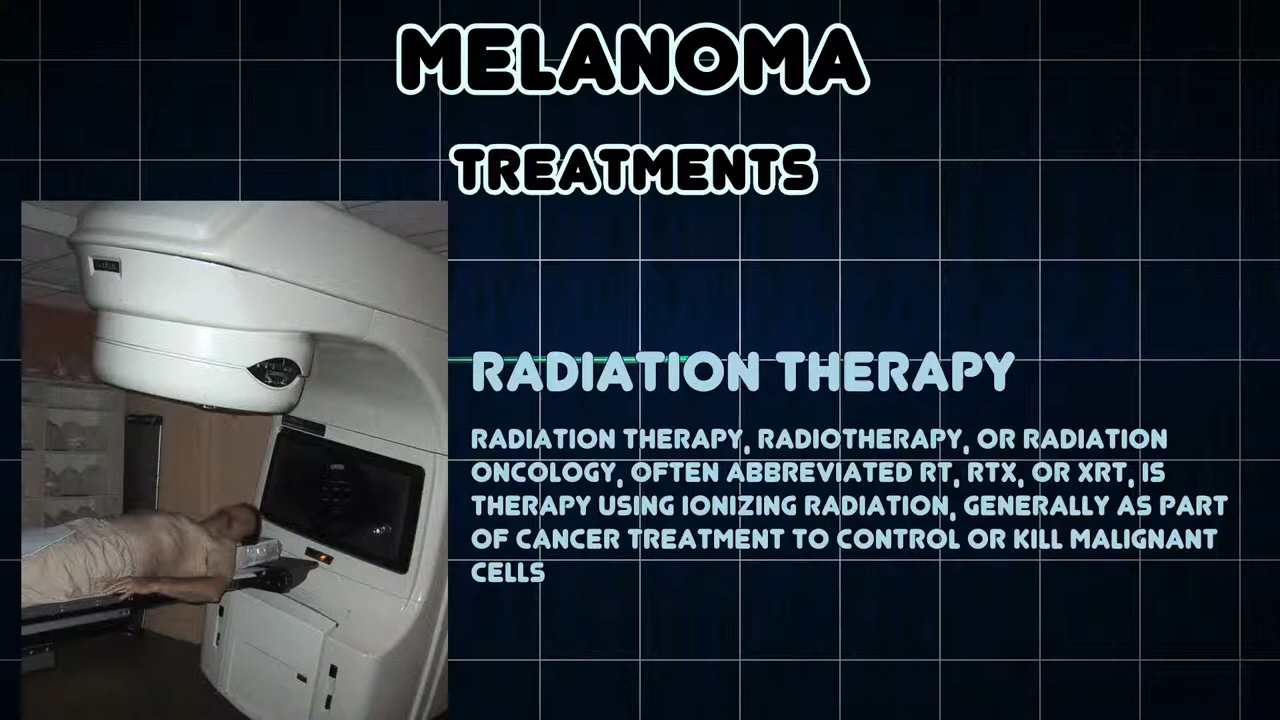 MELANOMA
TREATMENTS
RADIATION THERAPY
RADIATION THERAPY, RADIOTHERAPY, OR RADIATION
ONCOLOGY, OFTEN ABBREVIATED RT, RTX, OR XRT, IS
THERAPY USING IONIZING RADIATION, GENERALLY AS PART
OF CANCER TREATMENT TO CONTROL OR KILL MALIGNANT
CELLS